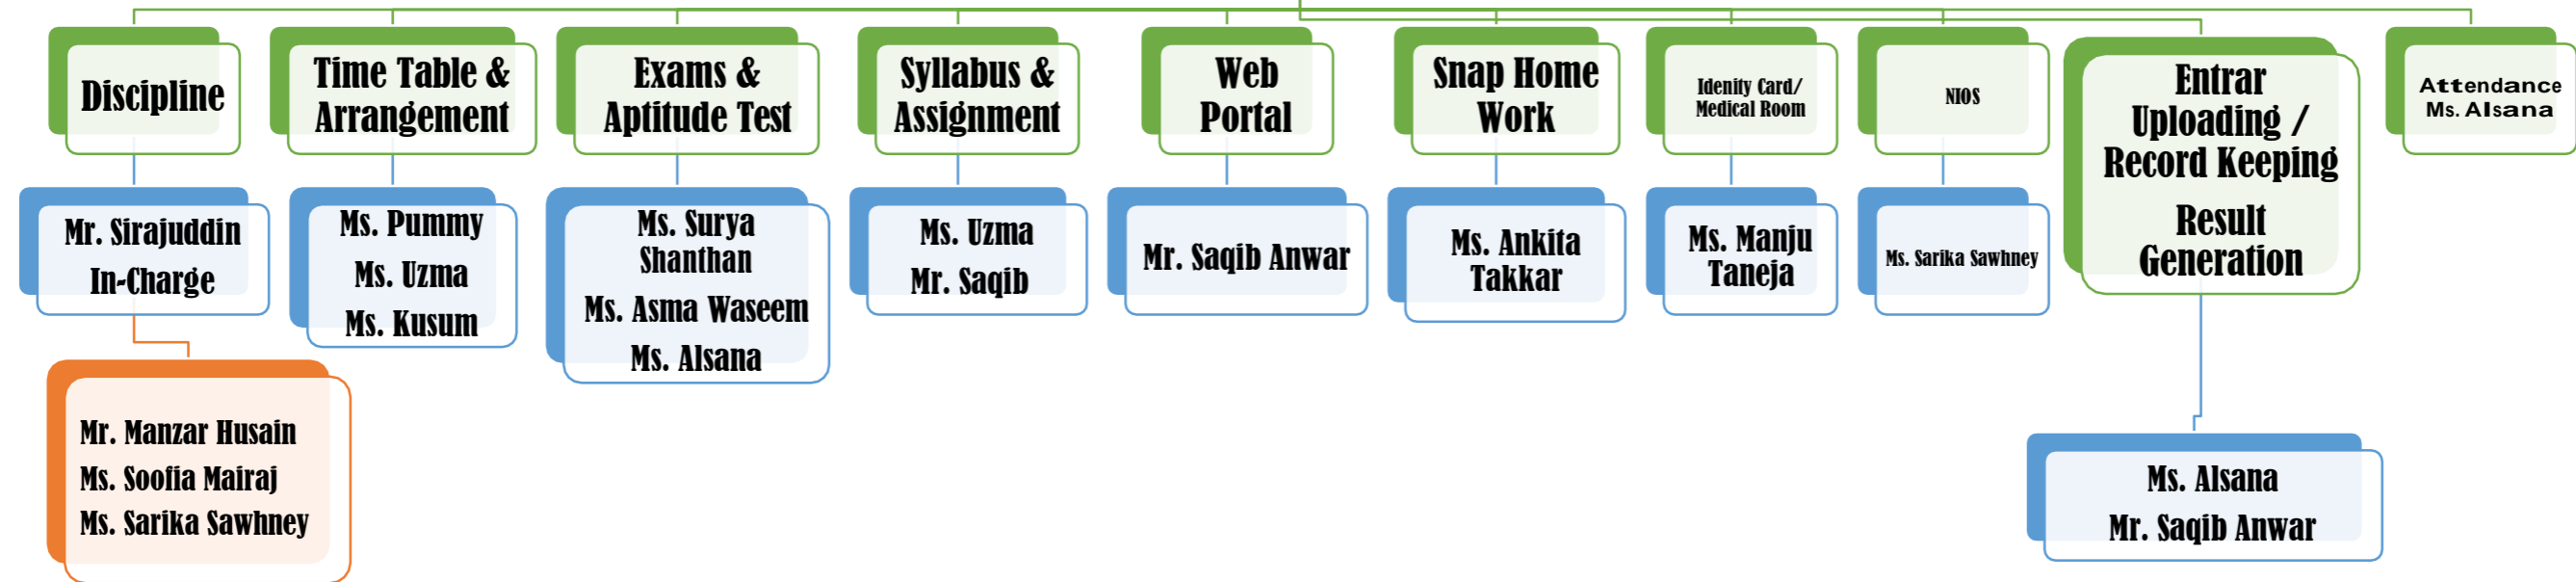 Discipline
Time Table &
Arrangement
Exams &
Aptitude Test
Syllabus &
Assignment
Web
Portal
Snap Home
Work
Idenity Card/
Medical Room
NIOS
Entrar
Uploading /
Record Keeping
Result
Generation
Attendance
Ms. Alsana
Mr. Sirajuddin
In-Charge
Ms. Pummy
Ms. Uzma
Ms. Kusum
Ms. Surya
Shanthan
Ms. Asma Waseem
Ms. Alsana
Ms. Uzma
Mr. Saqib
Mr. Saqib Anwar
Ms. Ankita
Takkar
Ms. Manju
Taneja
Ms. Sarika Sawhney
Mr. Manzar Husain
Ms. Soofia Mairaj
Ms. Sarika Sawhney
Ms. Alsana
Mr. Saqib Anwar